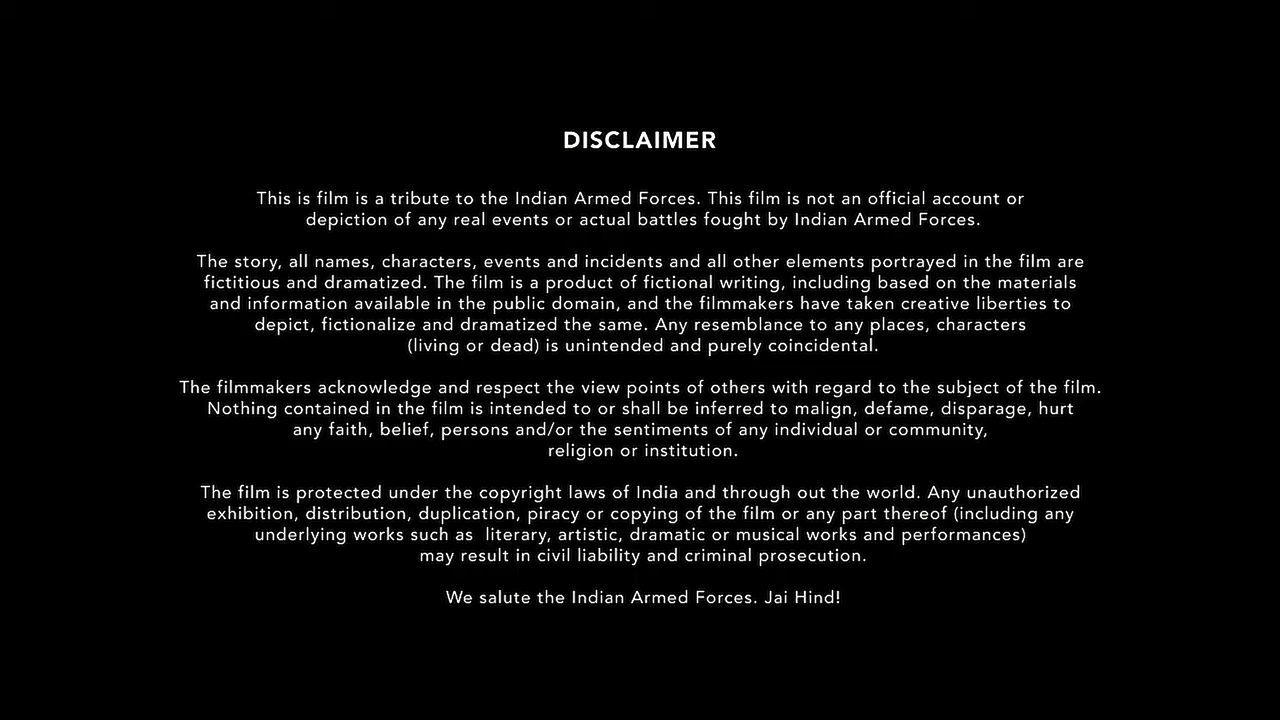 DISCLAIMER
This is film is a tribute to the Indian Armed Forces. This film is not an official account or
depiction of any real events or actual battles fought by Indian Armed Forces.
The story, all names, characters, events and incidents and all other elements portrayed in the film are
fictitious and dramatized. The film is a product of fictional writing, including based on the materials
and information available in the public domain, and the filmmakers have taken creative liberties to
depict, fictionalize and dramatized the same. Any resemblance to any places, characters
(living or dead) is unintended and purely coincidental.
The filmmakers acknowledge and respect the view points of others with regard to the subject of the film.
Nothing contained in the film is intended to or shall be inferred to malign, defame, disparage, hurt
any faith, belief, persons and/or the sentiments of any individual or community,
religion or institution.
The film is protected under the copyright laws of India and through out the world. Any unauthorized
exhibition, distribution, duplication, piracy or copying of the film or any part thereof (including any
underlying works such as  literary, artistic, dramatic or musical works and performances)
may result in civil liability and criminal prosecution.
We salute the Indian Armed Forces. Jai Hind!